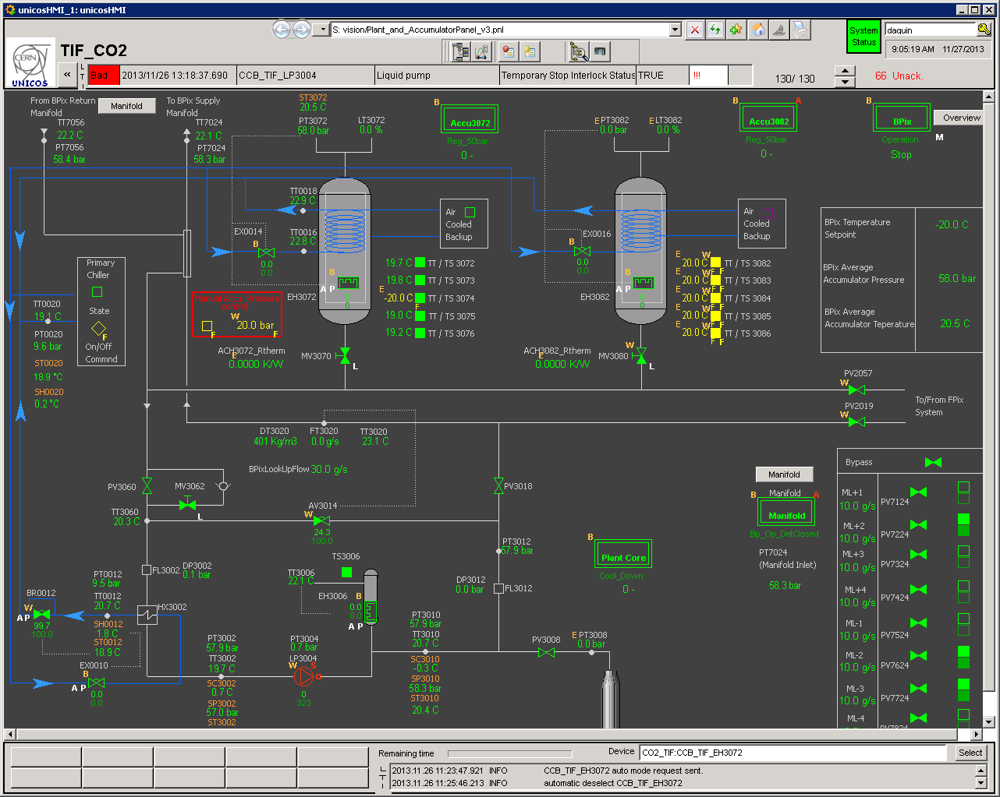 unicosHMI_1: unicosHMI
S: vision/Plant_and_AccumulatorPanel_v3.pnl
System Status
daquin
9:05:19 AM 11/27/2013
CERN
UNICOS
TIF_CO2
«
L
T
I
Bad 2013/11/26 13:18:37.690 CCB_TIF_LP3004 Liquid pump Temporary Stop Interlock Status TRUE !!!
130/ 130
66 Unack.
From BPix Return Manifold
Manifold
To BPix Supply Manifold
TT7056
22.2 C
PT7056
58.4 bar
TT7024
22.1 C
PT7024
58.3 bar
ST3072
20.5 C
PT3072
58.0 bar
LT3072
0.0 %
B
Accu3072
Reg_S0bar
0 -
E PT3082
0.0 bar
E LT3082
0.0 %
B A
Accu3082
Reg_S0bar
0 -
B
BPix
Operation
Stop
Overview
M
TT0018
22.9 C
TT0016
22.8 C
EX0014
B
0.0
0.0
Air
Cooled
Backup
EX0016
B
0.0
0.0
Air
Cooled
Backup
BPix Temperature Setpoint
-20.0 C
BPix Average Accumulator Pressure
58.0 bar
BPix Average Accumulator Teperature
20.5 C
Primary Chiller
State
F
On/Off Commnd
TT0020
19.1 C
PT0020
9.6 bar
ST0020
18.9 °C
SH0020
0.2 °C
Manual Accu. Pressure control
W
20.0 bar
F F
B
A P
EH3072
0
19.7 C TT / TS 3072
19.8 C TT / TS 3073
E
-20.0 C TT / TS 3074
F
19.0 C TT / TS 3075
19.2 C TT / TS 3076
B
A P
EH3082
0
E W
20.0 C TT / TS 3082
E W F F
20.0 C TT / TS 3083
E W F F
20.0 C TT / TS 3084
E W F F
20.0 C TT / TS 3085
E W F F
20.0 C TT / TS 3086
F F
ACH3072_Rtherm
E
0.0000 K/W
MV3070
L
ACH3082_Rtherm
E
0.0000 K/W
W
MV3080
L
PV2057
W
PV2019
W
To/From FPix System
DT3020
401 Kg/m3
FT3020
0.0 g/s
TT3020
23.1 C
BPixLookUpFlow 30.0 g/s
PV3060
MV3062
L
TT3060
20.3 C
AV3014
W
24.3
100.0
PV3018
Bypass
ML+1
10.0 g/s
PV7124
ML+2
10.0 g/s
PV7224
ML+3
10.0 g/s
PV7324
ML+4
10.0 g/s
PV7424
ML-1
10.0 g/s
PV7524
ML-2
10.0 g/s
PV7624
ML-3
10.0 g/s
PV7724
ML-4
10.0 g/s
PV7824
Manifold
Manifold
B A
Manifold
Bp_Op_DetClosed
PT7024
(Manifold Inlet)
58.3 bar
B
Plant Core
Cool_Down
0 -
PT3012
57.9 bar
DP3012
0.0 bar
FL3012
FL3002
DP3002
0.1 bar
TS3006
TT3006
22.1 C
EH3006
B
0.0
0.0
A P
PT0012
9.5 bar
TT0012
20.7 C
SH0012
1.8 C
ST0012
18.9 C
BR0012
W
A P
99.7
100.0
HX3002
EX0010
B
A P
0.0
0.0
PT3002
57.9 bar
TT3002
19.7 C
SC3002
0.7 C
SP3002
57.0 bar
ST3002
PT3004
0.7 bar
LP3004
W S
0
323
PT3010
57.9 bar
TT3010
20.7 C
SC3010
-0.3 C
SP3010
58.3 bar
ST3010
20.4 C
PV3008
E PT3008
0.0 bar
Remaining time
Device CO2_TIF:CCB_TIF_EH3072
Select
L
T
I
2013.11.26 11:23:47.921 INFO CCB_TIF_EH3072 auto mode request sent.
2013.11.26 11:25:46.213 INFO automatic deselect CCB_TIF_EH3072